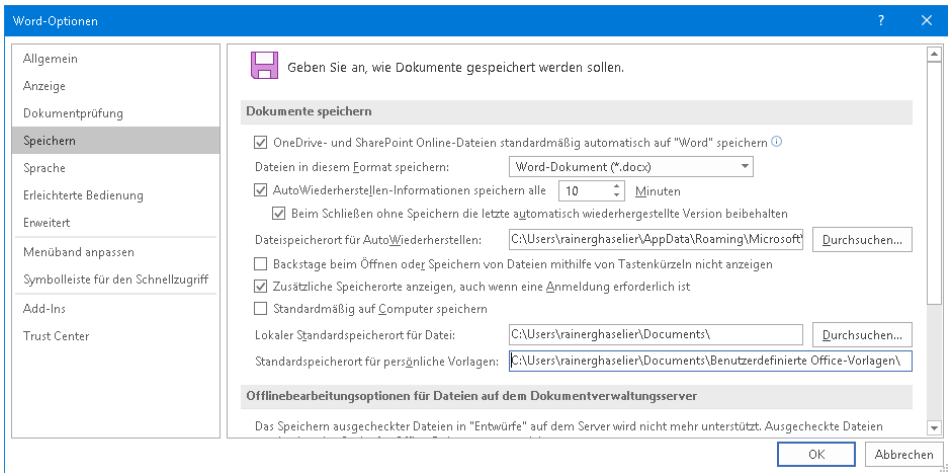 Word-Optionen
?
Allgemein
Anzeige
Dokumentprüfung
Speichern
Sprache
Erleichterte Bedienung
Erweitert
Menüband anpassen
Symbolleiste für den Schnellzugriff
Add-Ins
Trust Center
Geben Sie an, wie Dokumente gespeichert werden sollen.
Dokumente speichern
OneDrive- und SharePoint Online-Dateien standardmäßig automatisch auf "Word" speichern
Dateien in diesem Format speichern: Word-Dokument (*.docx)
AutoWiederherstellen-Informationen speichern alle 10 Minuten
Beim Schließen ohne Speichern die letzte automatisch wiederhergestellte Version beibehalten
Dateispeicherort für AutoWiederherstellen: C:\Users\rainerghaselier\AppData\Roaming\Microsoft\ Durchsuchen...
Backstage beim Öffnen oder Speichern von Dateien mithilfe von Tastenkürzeln nicht anzeigen
Zusätzliche Speicherorte anzeigen, auch wenn eine Anmeldung erforderlich ist
Standardmäßig auf Computer speichern
Lokaler Standardspeicherort für Datei: C:\Users\rainerghaselier\Documents\ Durchsuchen...
Standardspeicherort für persönliche Vorlagen: C:\Users\rainerghaselier\Documents\Benutzerdefinierte Office-Vorlagen\
Offlinebearbeitungsoptionen für Dateien auf dem Dokumentverwaltungsserver
Das Speichern ausgecheckter Dateien in "Entwürfe" auf dem Server wird nicht mehr unterstützt. Ausgecheckte Dateien
OK Abbrechen